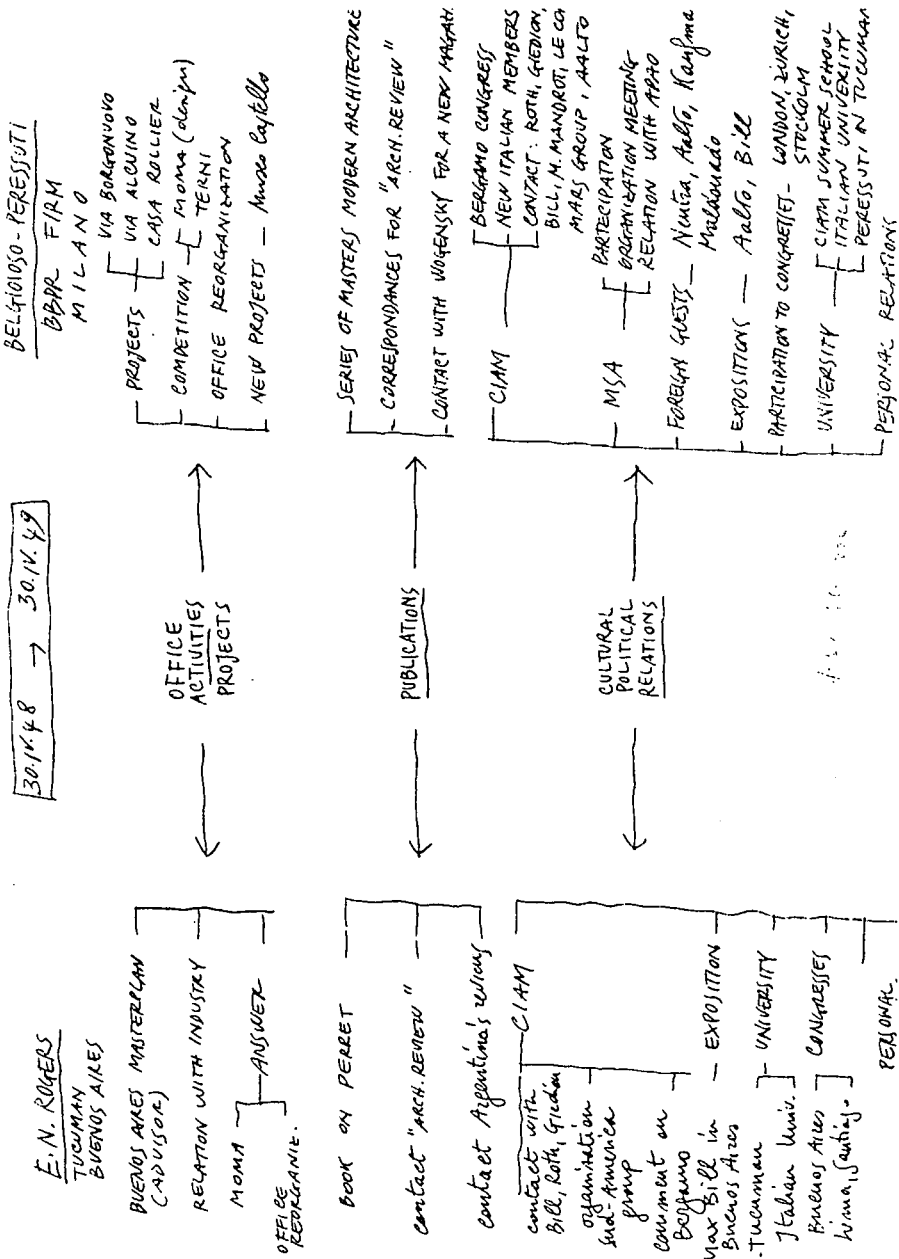 30.IV.48 → 30.IV.49
E.N. ROGERS
TUCUMAN
BUENOS AIRES
BUENOS AIRES MASTERPLAN
(ADVISOR)
RELATION WITH INDUSTRY
MOMA
ANSWER
OFFICE
REORGANIZ.
BOOK ON PERRET
contact "ARCH. REVIEW"
contact Argentina's reviews
CIAM
contact with
Bill, Roth, Giedion
organisation
Sud-America
group
comment on
Bergamo
Max Bill in
Buenos Aires
EXPOSITION
Tucuman
Italian Univ.
UNIVERSITY
Buenos Aires
Lima, Santiago
CONGRESSES
PERSONAL
OFFICE
ACTIVITIES
PROJECTS
PUBLICATIONS
CULTURAL
POLITICAL
RELATIONS
BELGIOIOSO - PERESSUTI
BBPR FIRM
MILANO
PROJECTS
VIA BORGONUOVO
VIA ALCUINO
CASA ROLLIER
COMPETITION
MOMA (design)
TERNI
OFFICE REORGANIZATION
NEW PROJECTS — Museo Castello
SERIES OF MASTERS MODERN ARCHITECTURE
CORRESPONDANCES FOR "ARCH. REVIEW"
CONTACT WITH WOGENSKY FOR A NEW MAGAH
CIAM
BERGAMO CONGRESS
NEW ITALIAN MEMBERS
CONTACT: ROTH, GIEDION,
BILL, M. MANDROT, LE CO
MARS GROUP, AALTO
MSA
PARTECIPATION
ORGANIZATION MEETING
RELATION WITH APAO
FOREIGN GUESTS — Neutra, Aalto, Kaufma
Maldonado
EXPOSITIONS — Aalto, Bill
PARTICIPATION TO CONGRESSES - LONDON, ZURICH,
STOCKOLM
UNIVERSITY
CIAM SUMMER SCHOOL
ITALIAN UNIVERSITY
PERESSUTI IN TUCUMAN
PERSONAL RELATIONS